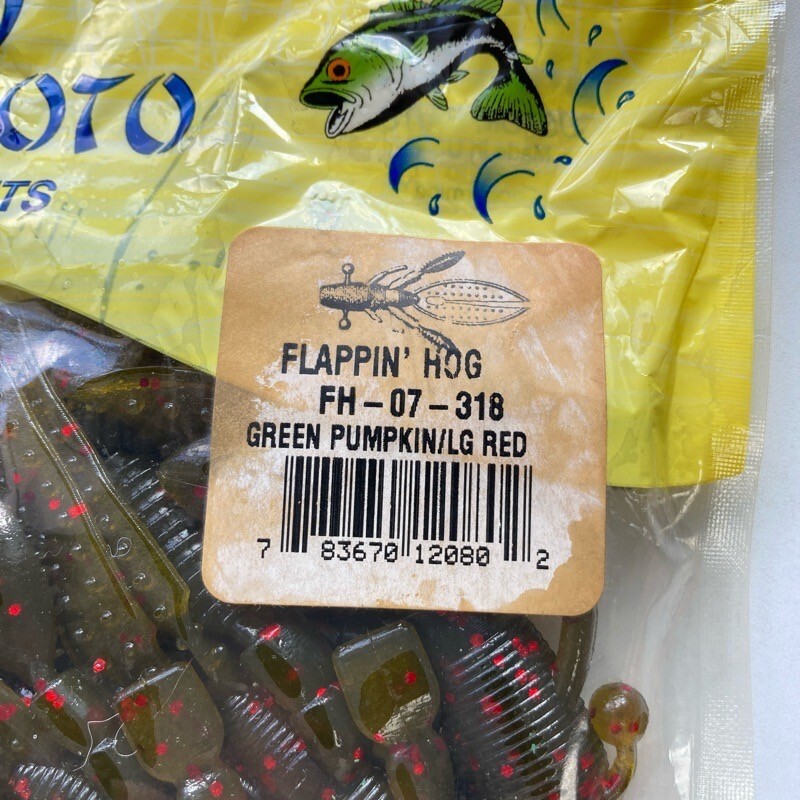 OTO
TS
FLAPPIN' HOG
FH-07-318
GREEN PUMPKIN/LG RED
7 83670 12080 2